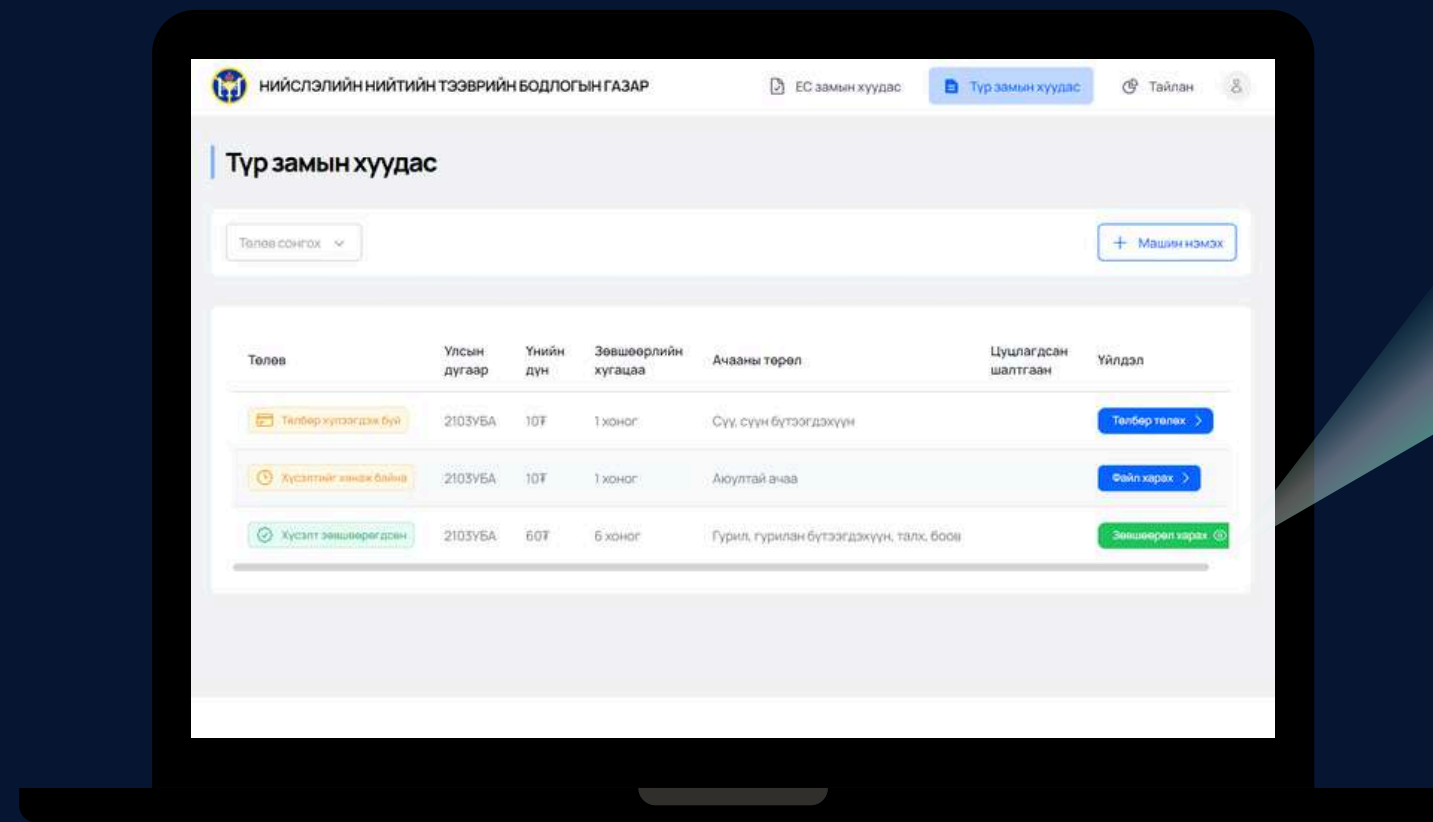 НИЙСЛЭЛИЙН НИЙТИЙН ТЭЭВРИЙН БОДЛОГЫН ГАЗАР
ЕС замын хуудас
Түр замын хуудас
Тайлан
Түр замын хуудас
Төлөв сонгох
+ Машин нэмэх
Төлөв
Улсын дугаар
Үнийн дүн
Зөвшөөрлийн хугацаа
Ачааны төрөл
Цуцлагдсан шалтгаан
Үйлдэл
Төлбөр хүлээгдэж буй 2103УБА 10₮ 1 хоног Сүү, сүүн бүтээгдэхүүн Төлбөр төлөх
Хүсэлтийг хянаж байна 2103УБА 10₮ 1 хоног Аюултай ачаа Файл харах
Хүсэлт зөвшөөрөгдсөн 2103УБА 60₮ 6 хоног Гурил, гурилан бүтээгдэхүүн, талх, боов Зөвшөөрөл харах